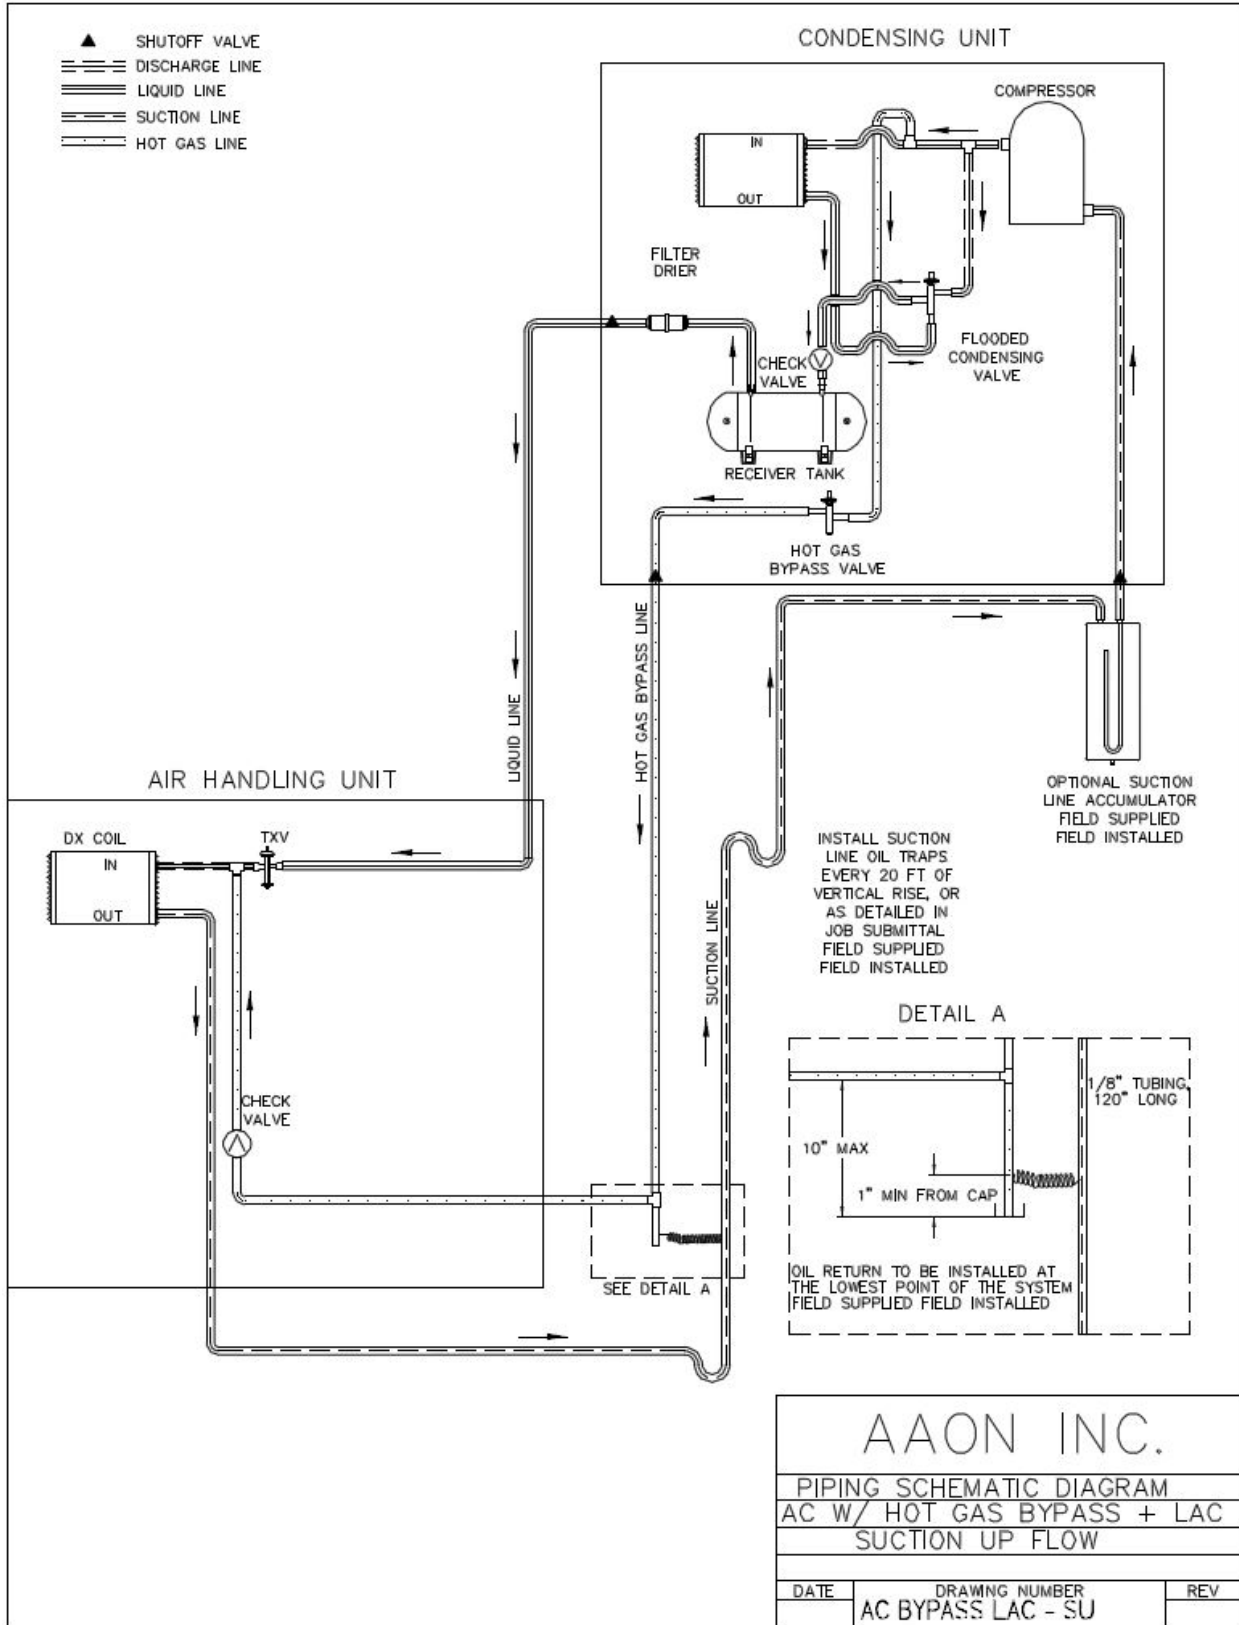 SHUTOFF VALVE
DISCHARGE LINE
LIQUID LINE
SUCTION LINE
HOT GAS LINE
CONDENSING UNIT
COMPRESSOR
IN
OUT
FILTER
DRIER
FLOODED
CONDENSING
VALVE
CHECK
VALVE
RECEIVER TANK
HOT GAS
BYPASS VALVE
LIQUID LINE
HOT GAS BYPASS LINE
OPTIONAL SUCTION
LINE ACCUMULATOR
FIELD SUPPLIED
FIELD INSTALLED
AIR HANDLING UNIT
DX COIL
TXV
IN
OUT
CHECK
VALVE
SUCTION LINE
INSTALL SUCTION
LINE OIL TRAPS
EVERY 20 FT OF
VERTICAL RISE, OR
AS DETAILED IN
JOB SUBMITTAL
FIELD SUPPLIED
FIELD INSTALLED
SEE DETAIL A
DETAIL A
1/8" TUBING,
120" LONG
10" MAX
1" MIN FROM CAP
OIL RETURN TO BE INSTALLED AT
THE LOWEST POINT OF THE SYSTEM
FIELD SUPPLIED FIELD INSTALLED
AAON INC.
PIPING SCHEMATIC DIAGRAM
AC W/ HOT GAS BYPASS + LAC
SUCTION UP FLOW
DATE
DRAWING NUMBER
REV
AC BYPASS LAC - SU